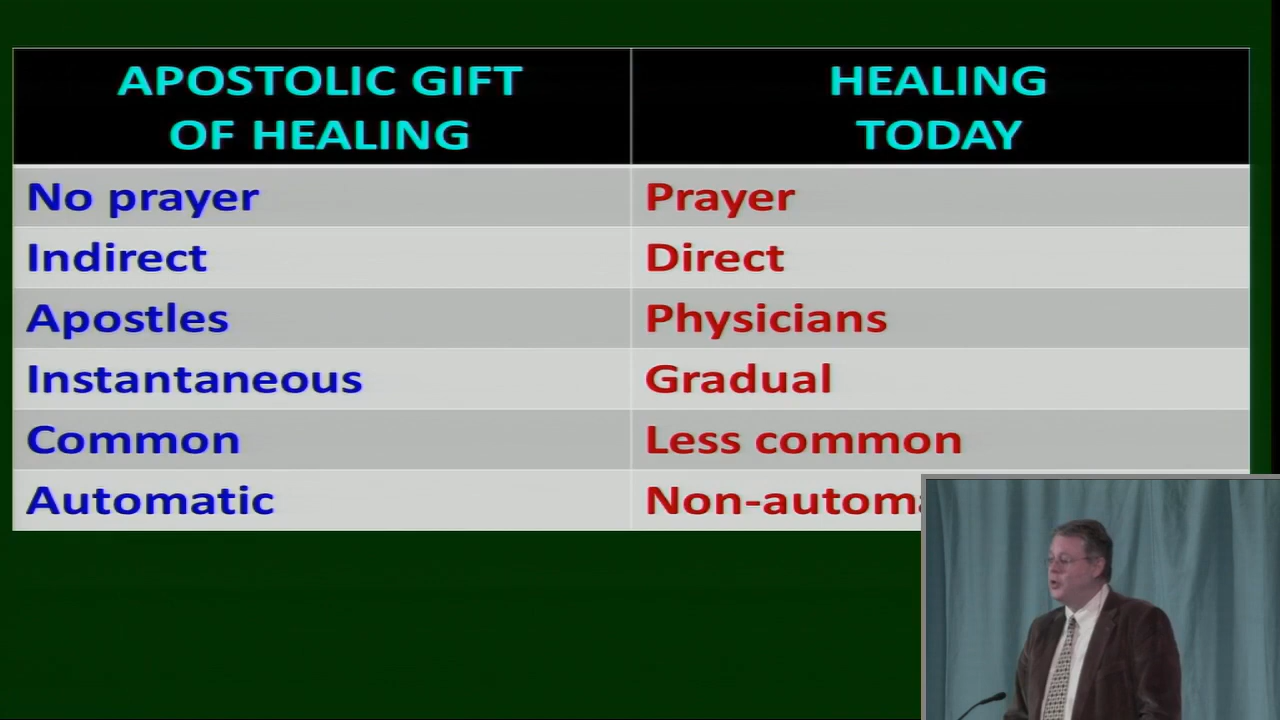 APOSTOLIC GIFT
OF HEALING
HEALING
TODAY
No prayer
Prayer
Indirect
Direct
Apostles
Physicians
Instantaneous
Gradual
Common
Less common
Automatic